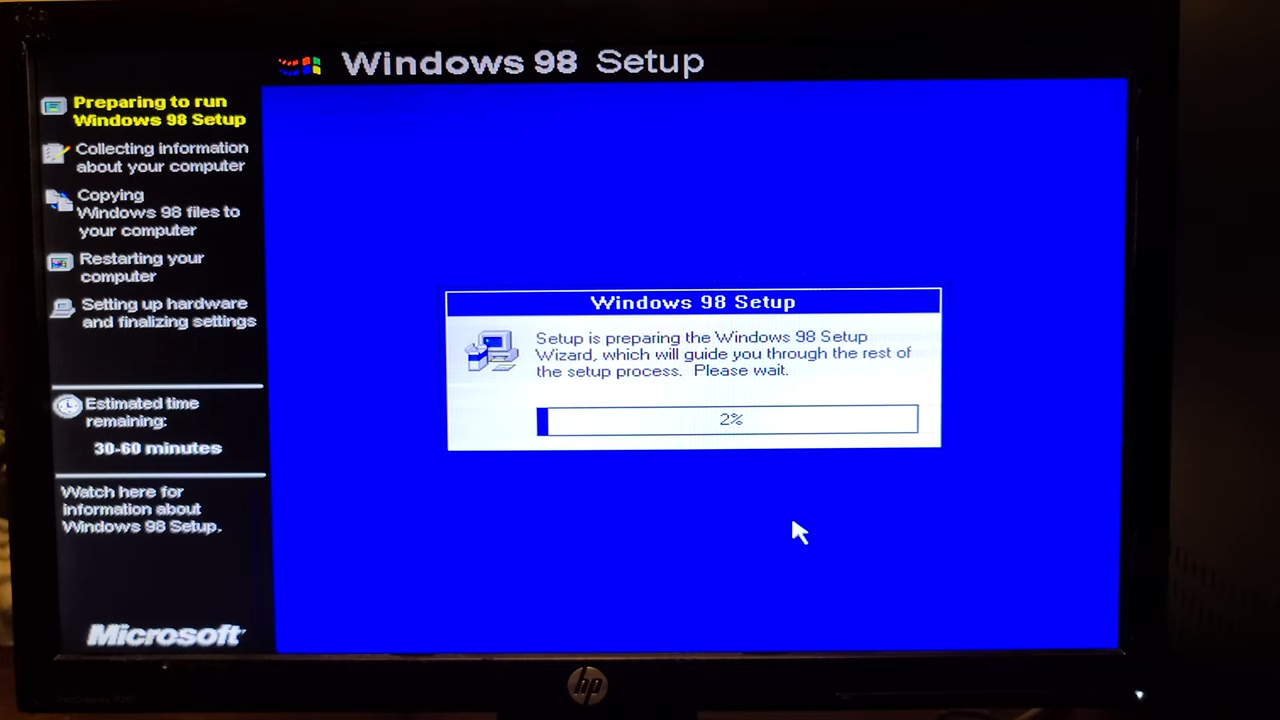 Windows 98 Setup
Preparing to run
Windows 98 Setup
Collecting information
about your computer
Copying
Windows 98 files to
your computer
Restarting your
computer
Setting up hardware
and finalizing settings
Estimated time
remaining:
30-60 minutes
Watch here for
information about
Windows 98 Setup.
Microsoft
Windows 98 Setup
Setup is preparing the Windows 98 Setup
Wizard, which will guide you through the rest of
the setup process. Please wait.
2%
hp